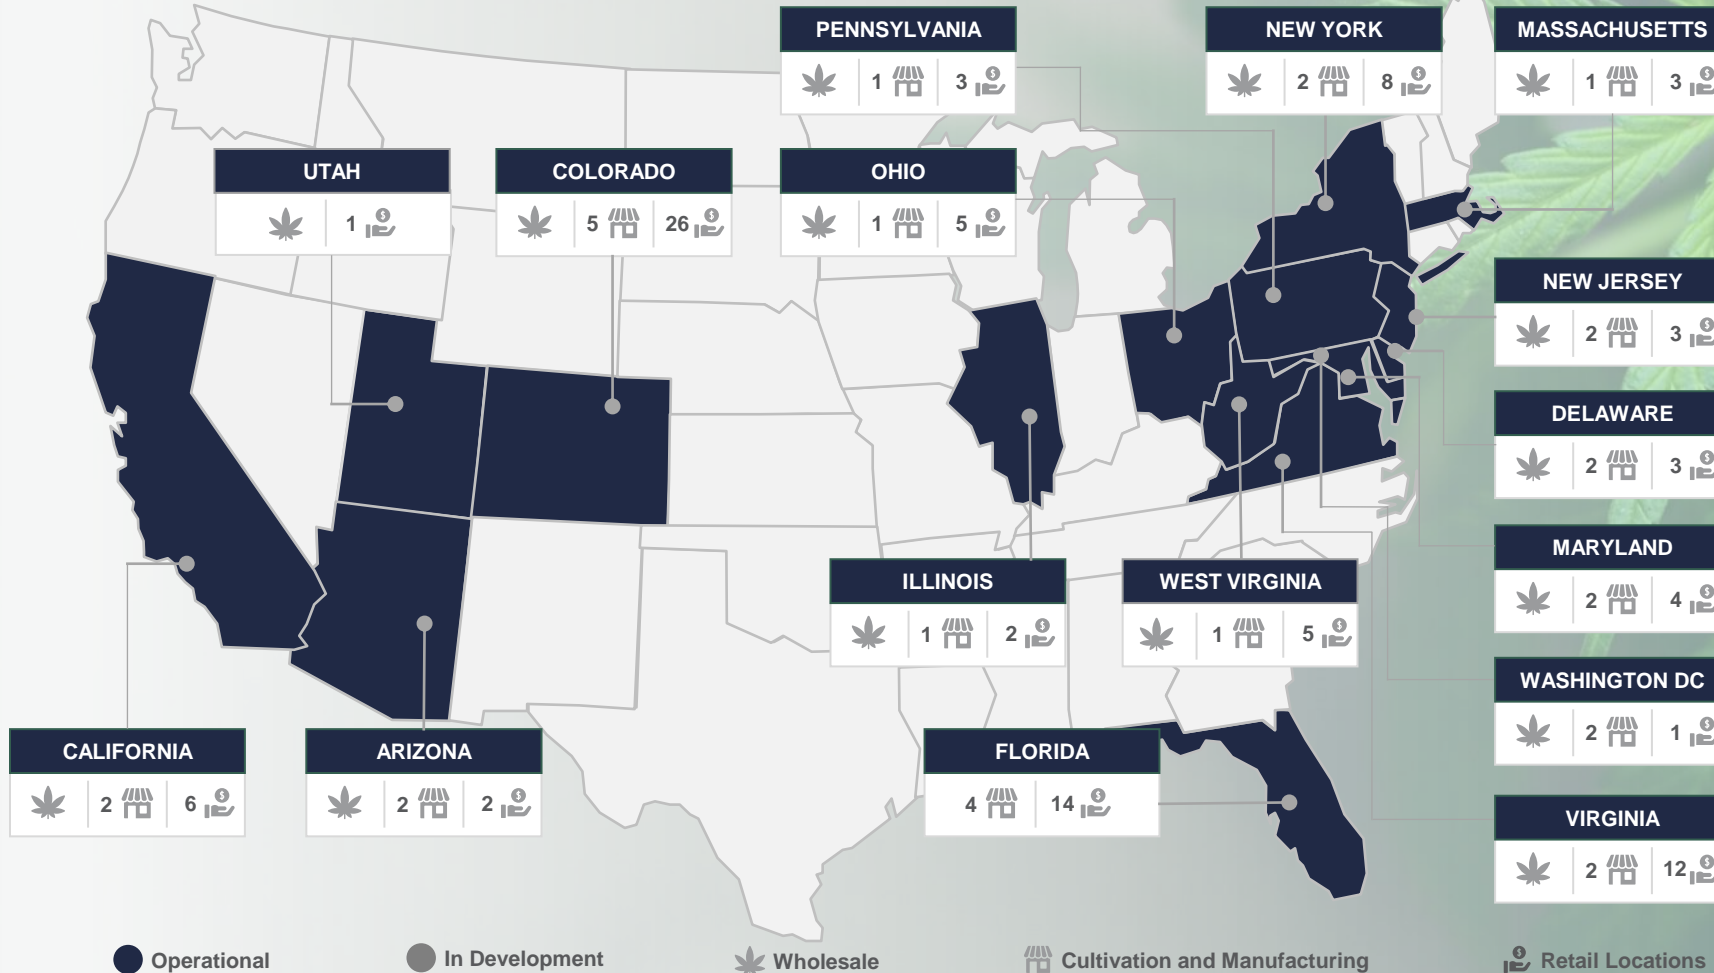 PENNSYLVANIA
1 3
NEW YORK
2 8
MASSACHUSETTS
1 3
UTAH
1
COLORADO
5 26
OHIO
1 5
NEW JERSEY
2 3
DELAWARE
2 3
MARYLAND
2 4
ILLINOIS
1 2
WEST VIRGINIA
1 5
WASHINGTON DC
2 1
CALIFORNIA
2 6
ARIZONA
2 2
FLORIDA
4 14
VIRGINIA
2 12
Operational
In Development
Wholesale
Cultivation and Manufacturing
Retail Locations